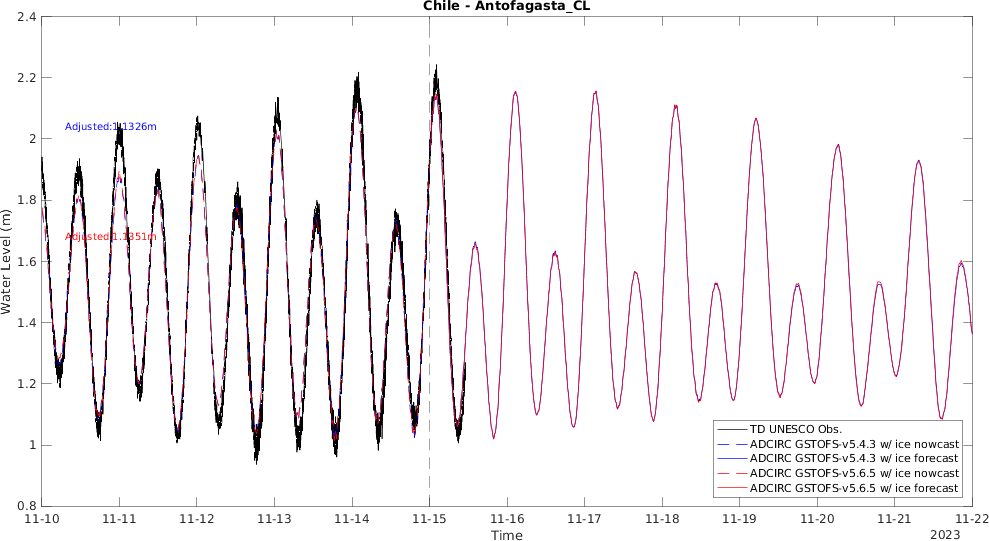 Chile - Antofagasta_CL
2.4
2.2
2
1.8
1.6
1.4
1.2
1
0.8
Water Level (m)
Adjusted:1.1326m
Adjusted:1.1351m
TD UNESCO Obs.
ADCIRC GSTOFS-v5.4.3 w/ ice nowcast
ADCIRC GSTOFS-v5.4.3 w/ ice forecast
ADCIRC GSTOFS-v5.6.5 w/ ice nowcast
ADCIRC GSTOFS-v5.6.5 w/ ice forecast
11-10 11-11 11-12 11-13 11-14 11-15 11-16 11-17 11-18 11-19 11-20 11-21 11-22
Time
2023